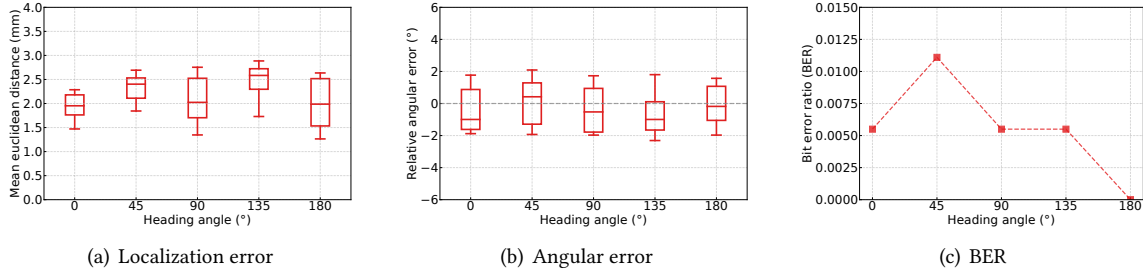 Mean euclidean distance (mm)
4.0
3.5
3.0
2.5
2.0
1.5
1.0
0.5
0.0
0 45 90 135 180
Heading angle (°)
(a) Localization error
Relative angular error (°)
6
4
2
0
−2
−4
−6
0 45 90 135 180
Heading angle (°)
(b) Angular error
Bit error ratio (BER)
0.0150
0.0125
0.0100
0.0075
0.0050
0.0025
0.0000
0 45 90 135 180
Heading angle (°)
(c) BER